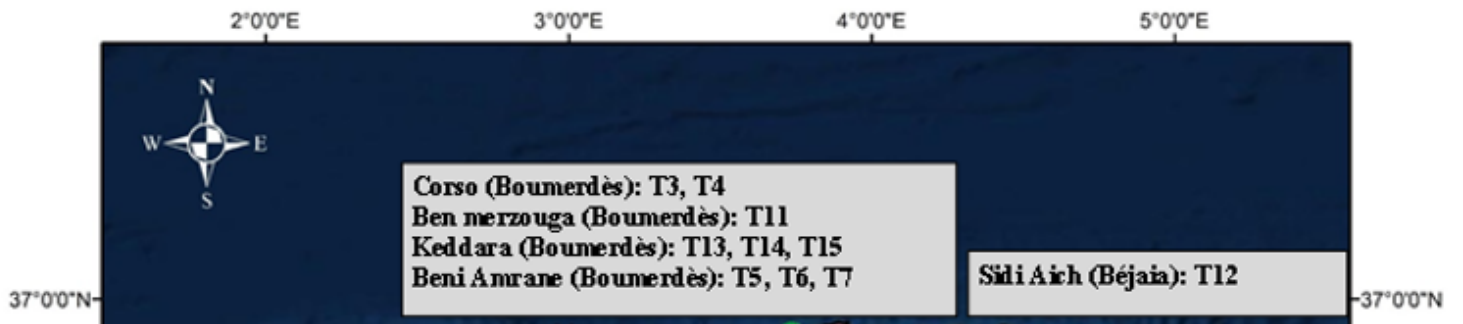 2°0'0"E 3°0'0"E 4°0'0"E 5°0'0"E
N
W E
S
Corso (Boumerdès): T3, T4
Ben merzouga (Boumerdès): T11
Keddara (Boumerdès): T13, T14, T15
Beni Amrane (Boumerdès): T5, T6, T7
Sidi Aich (Béjaia): T12
37°0'0"N 37°0'0"N